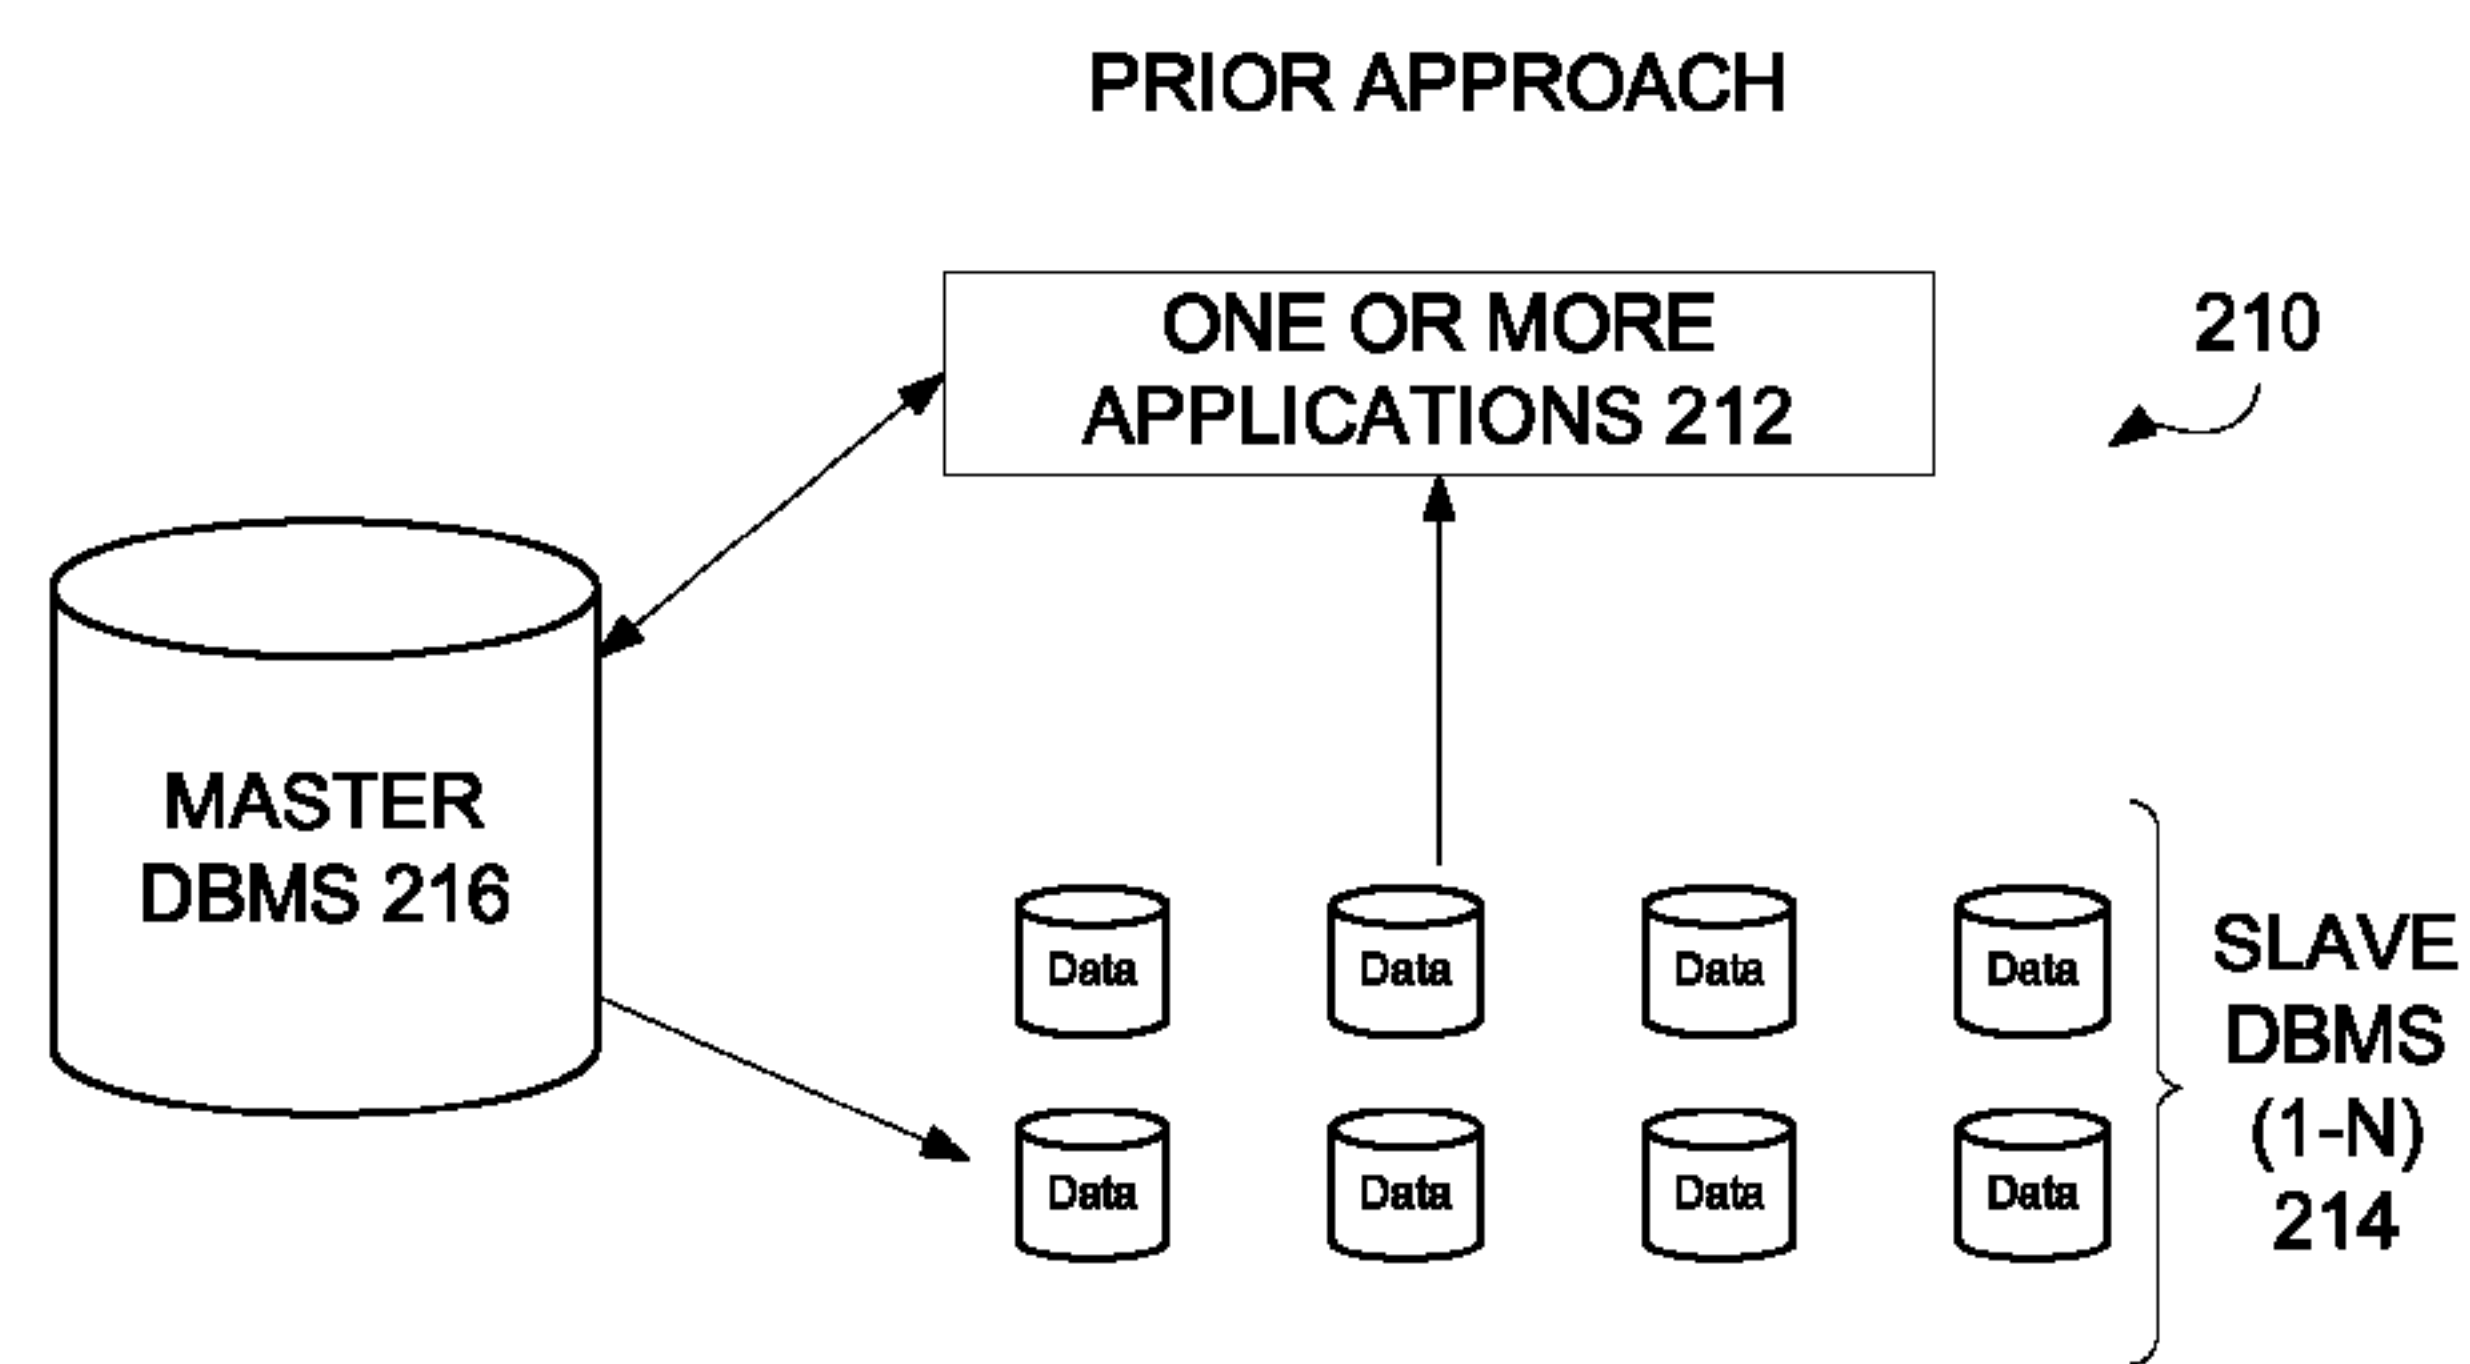 PRIOR APPROACH
ONE OR MORE
APPLICATIONS 212
210
MASTER
DBMS 216
Data
Data
Data
Data
Data
Data
Data
Data
SLAVE
DBMS
(1-N)
214